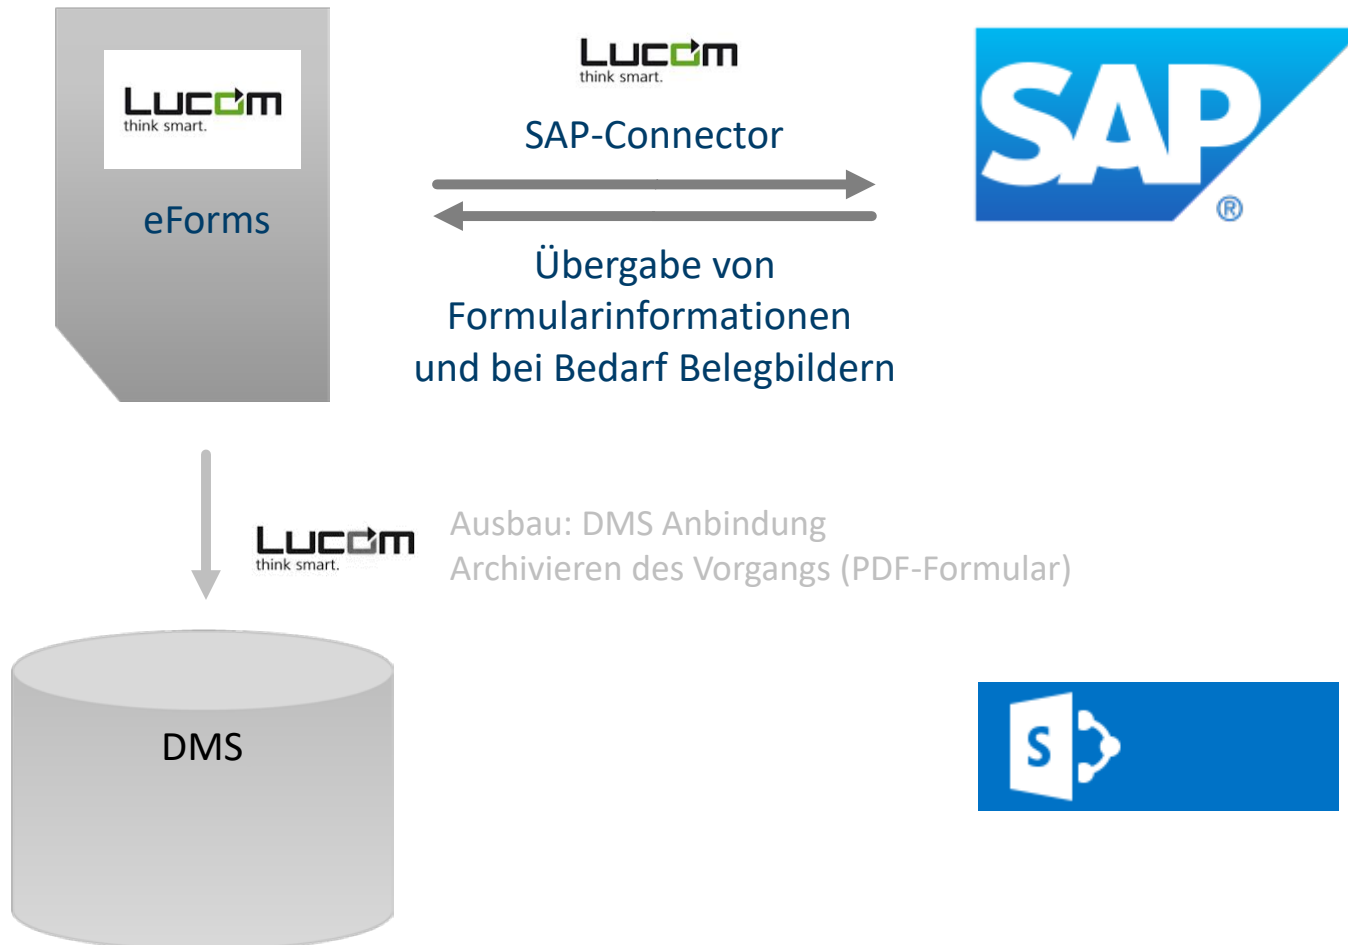 Lucom
think smart.
eForms
Lucom
think smart.
SAP-Connector
Übergabe von
Formularinformationen
und bei Bedarf Belegbildern
SAP
®
Lucom
think smart.
Ausbau: DMS Anbindung
Archivieren des Vorgangs (PDF-Formular)
DMS
S